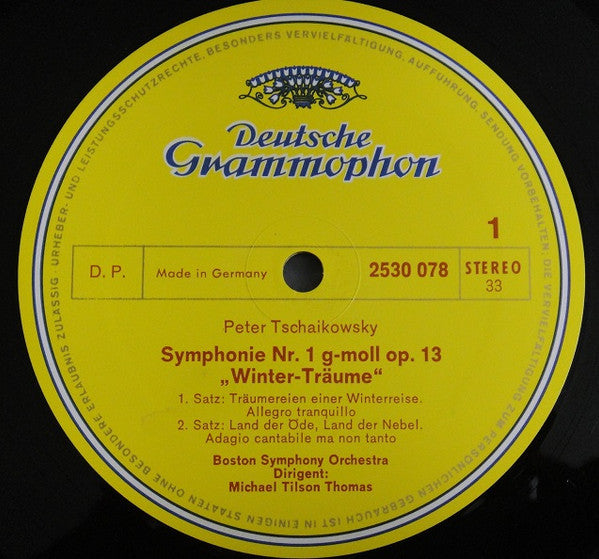 Deutsche
Grammophon
1
D. P.
Made in Germany
2530 078
STEREO
33
Peter Tschaikowsky
Symphonie Nr. 1 g-moll op. 13
„Winter-Träume“
1. Satz: Träumereien einer Winterreise.
Allegro tranquillo
2. Satz: Land der Öde, Land der Nebel.
Adagio cantabile ma non tanto
Boston Symphony Orchestra
Dirigent:
Michael Tilson Thomas
URHEBER- UND LEISTUNGSSCHUTZRECHTE, BESONDERS VERVIELFÄLTIGUNG, AUFFÜHRUNG, SENDUNG VORBEHALTEN; DIE VERVIELFÄLTIGUNG ZUM PERSÖNLICHEN GEBRAUCH IST IN EINIGEN STAATEN OHNE BESONDERE ERLAUBNIS ZULÄSSIG